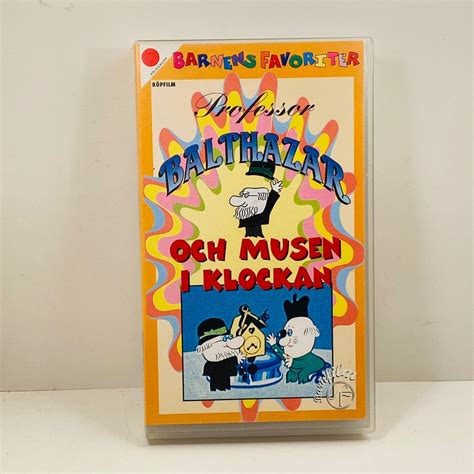 BARNENS FAVORITER
KÖPFILM
Professor
BALTHAZAR
OCH MUSEN
I KLOCKAN